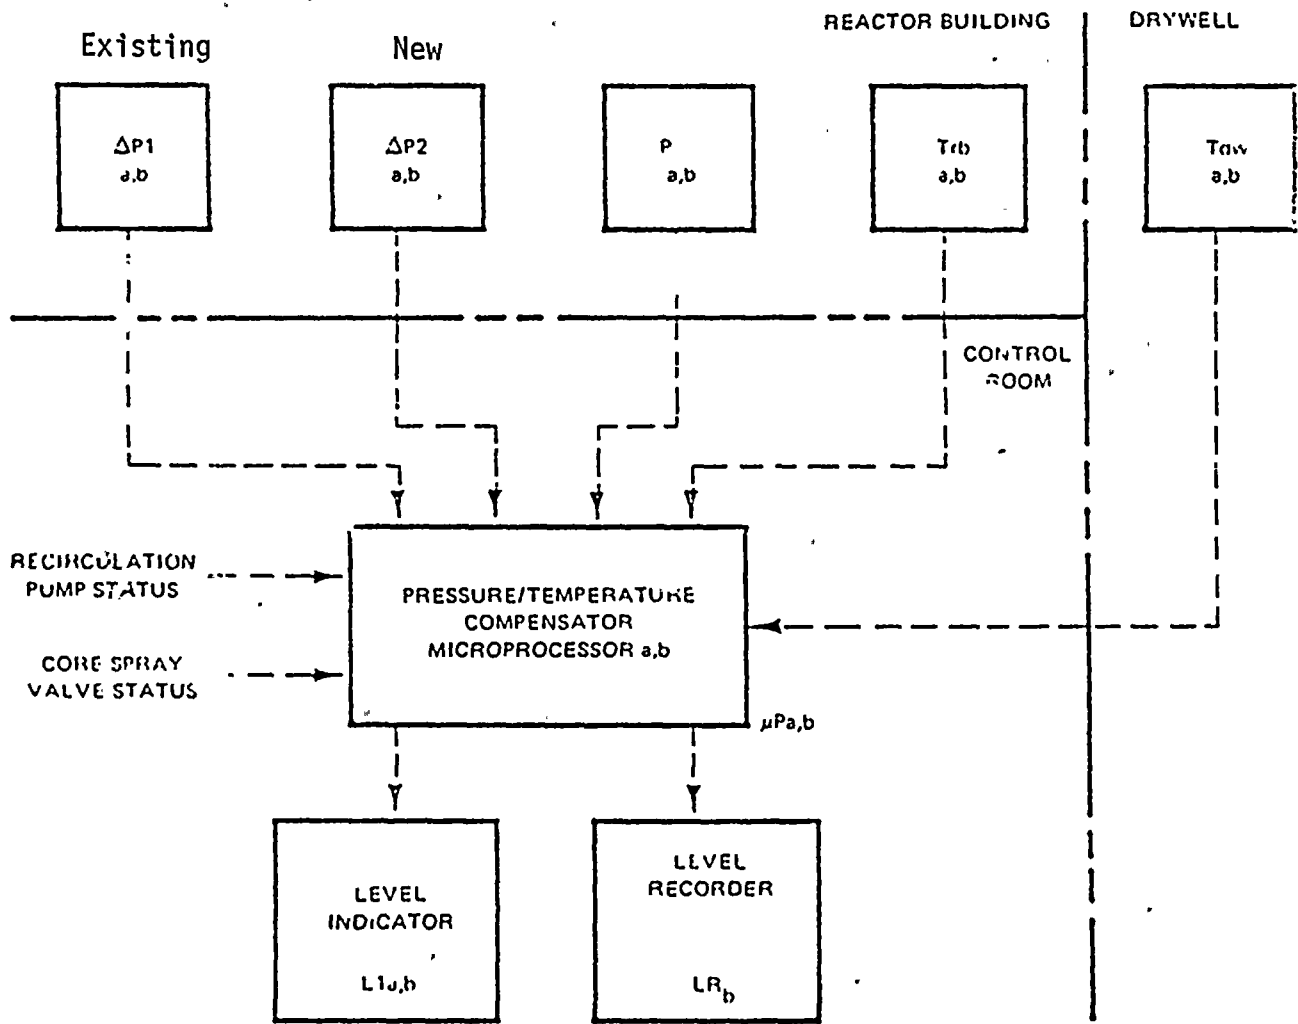 REACTOR BUILDING
DRYWELL
Existing
New
ΔP1
a,b
ΔP2
a,b
P
a,b
Trb
a,b
Tdw
a,b
CONTROL
ROOM
RECIRCULATION
PUMP STATUS
PRESSURE/TEMPERATURE
COMPENSATOR
MICROPROCESSOR a,b
CORE SPRAY
VALVE STATUS
μPa,b
LEVEL
INDICATOR
L1a,b
LEVEL
RECORDER
LRb